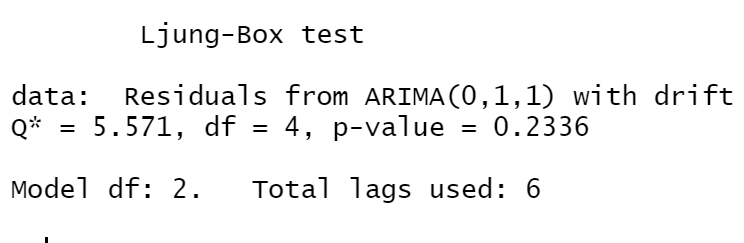 Ljung-Box test
data:  Residuals from ARIMA(0,1,1) with drift
Q* = 5.571, df = 4, p-value = 0.2336
Model df: 2.   Total lags used: 6